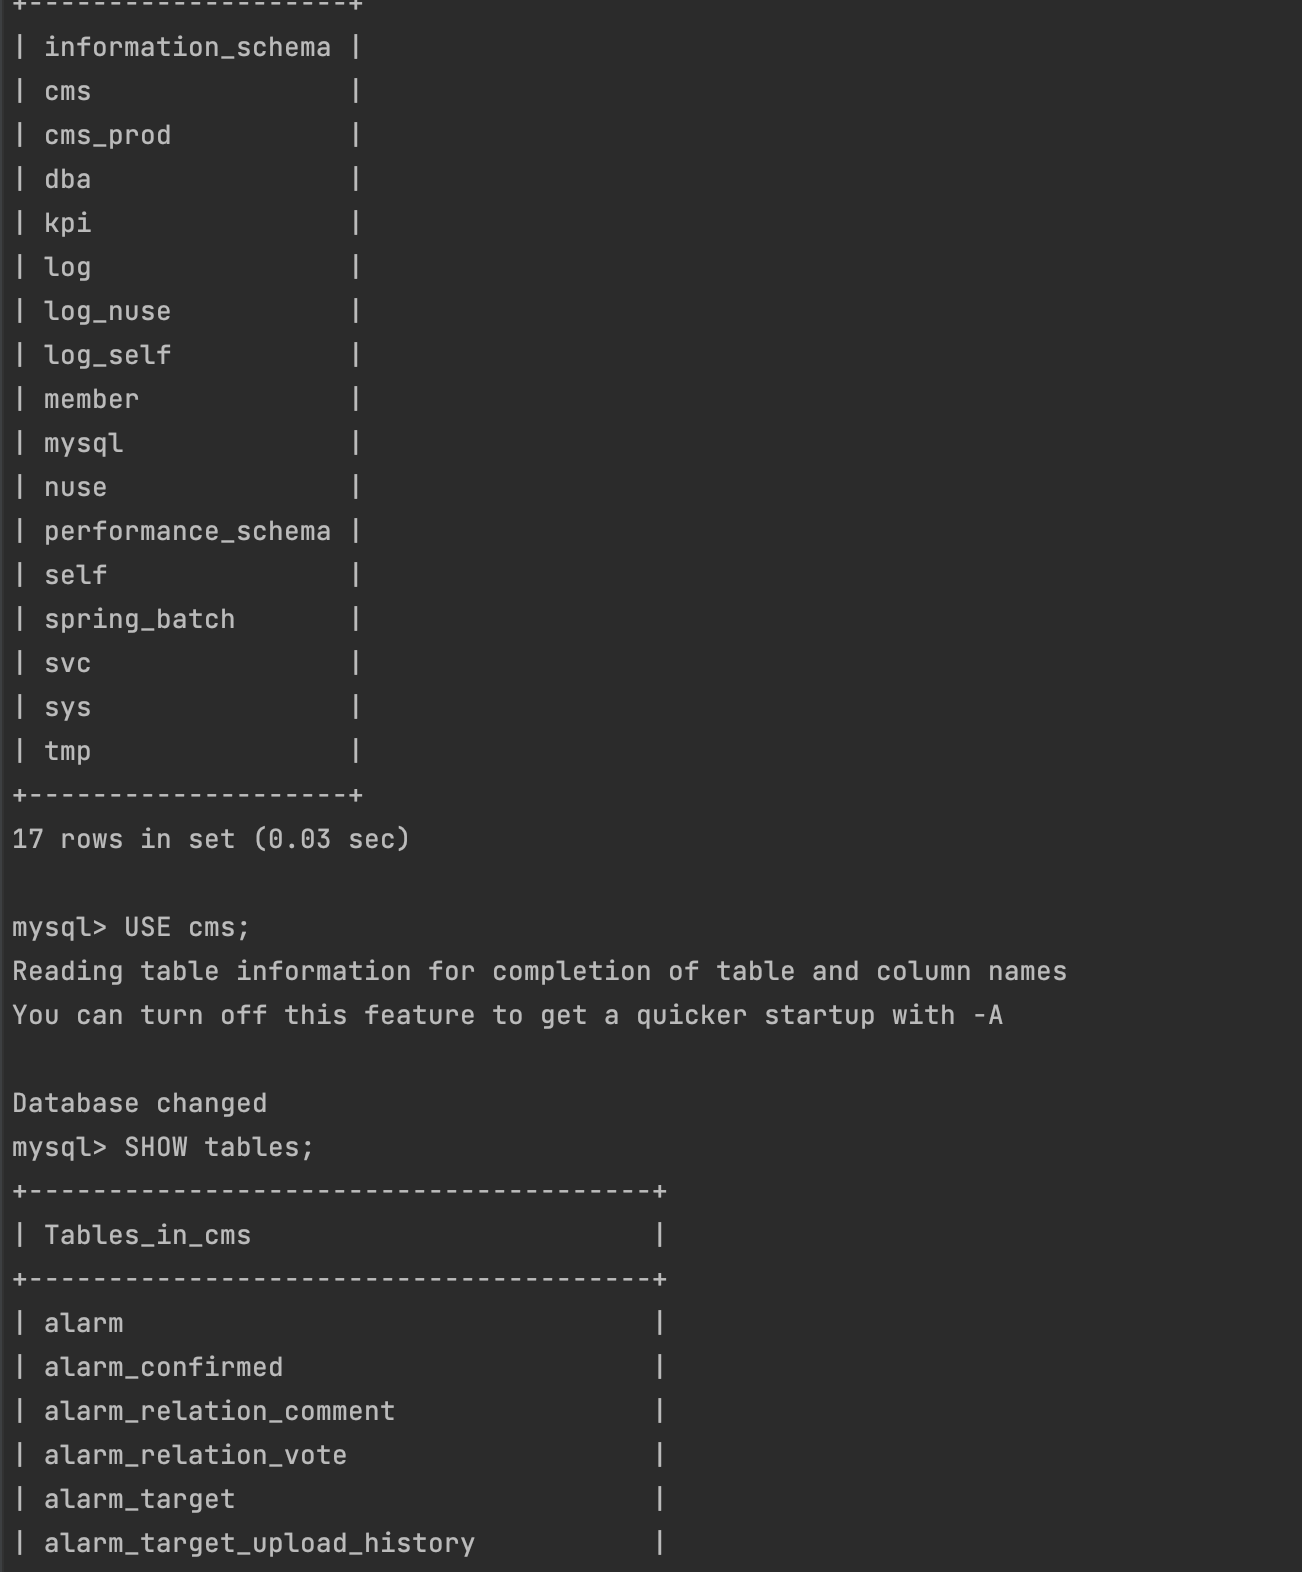 +--------------------+
| information_schema |
| cms                |
| cms_prod           |
| dba                |
| kpi                |
| log                |
| log_nuse           |
| log_self           |
| member             |
| mysql              |
| nuse               |
| performance_schema |
| self               |
| spring_batch       |
| svc                |
| sys                |
| tmp                |
+--------------------+
17 rows in set (0.03 sec)

mysql> USE cms;
Reading table information for completion of table and column names
You can turn off this feature to get a quicker startup with -A

Database changed
mysql> SHOW tables;
+---------------------------------------+
| Tables_in_cms                         |
+---------------------------------------+
| alarm                                 |
| alarm_confirmed                       |
| alarm_relation_comment                |
| alarm_relation_vote                   |
| alarm_target                          |
| alarm_target_upload_history           |